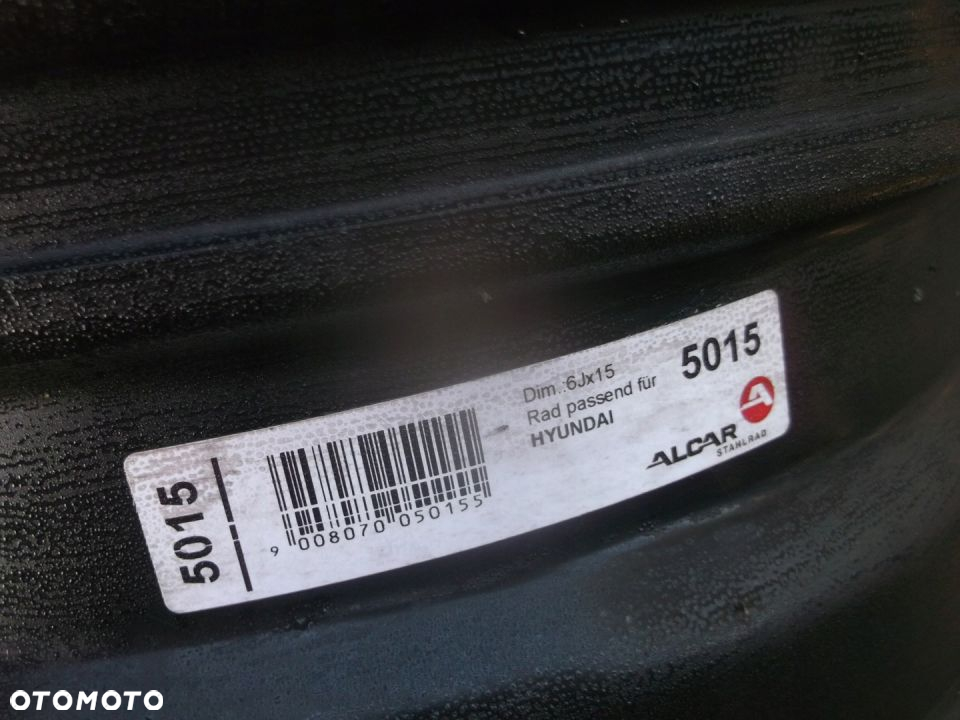 5015
9 008070 050155
Dim.:6Jx15
Rad passend für
HYUNDAI
5015
ALCAR
STAHLRAD
OTOMOTO